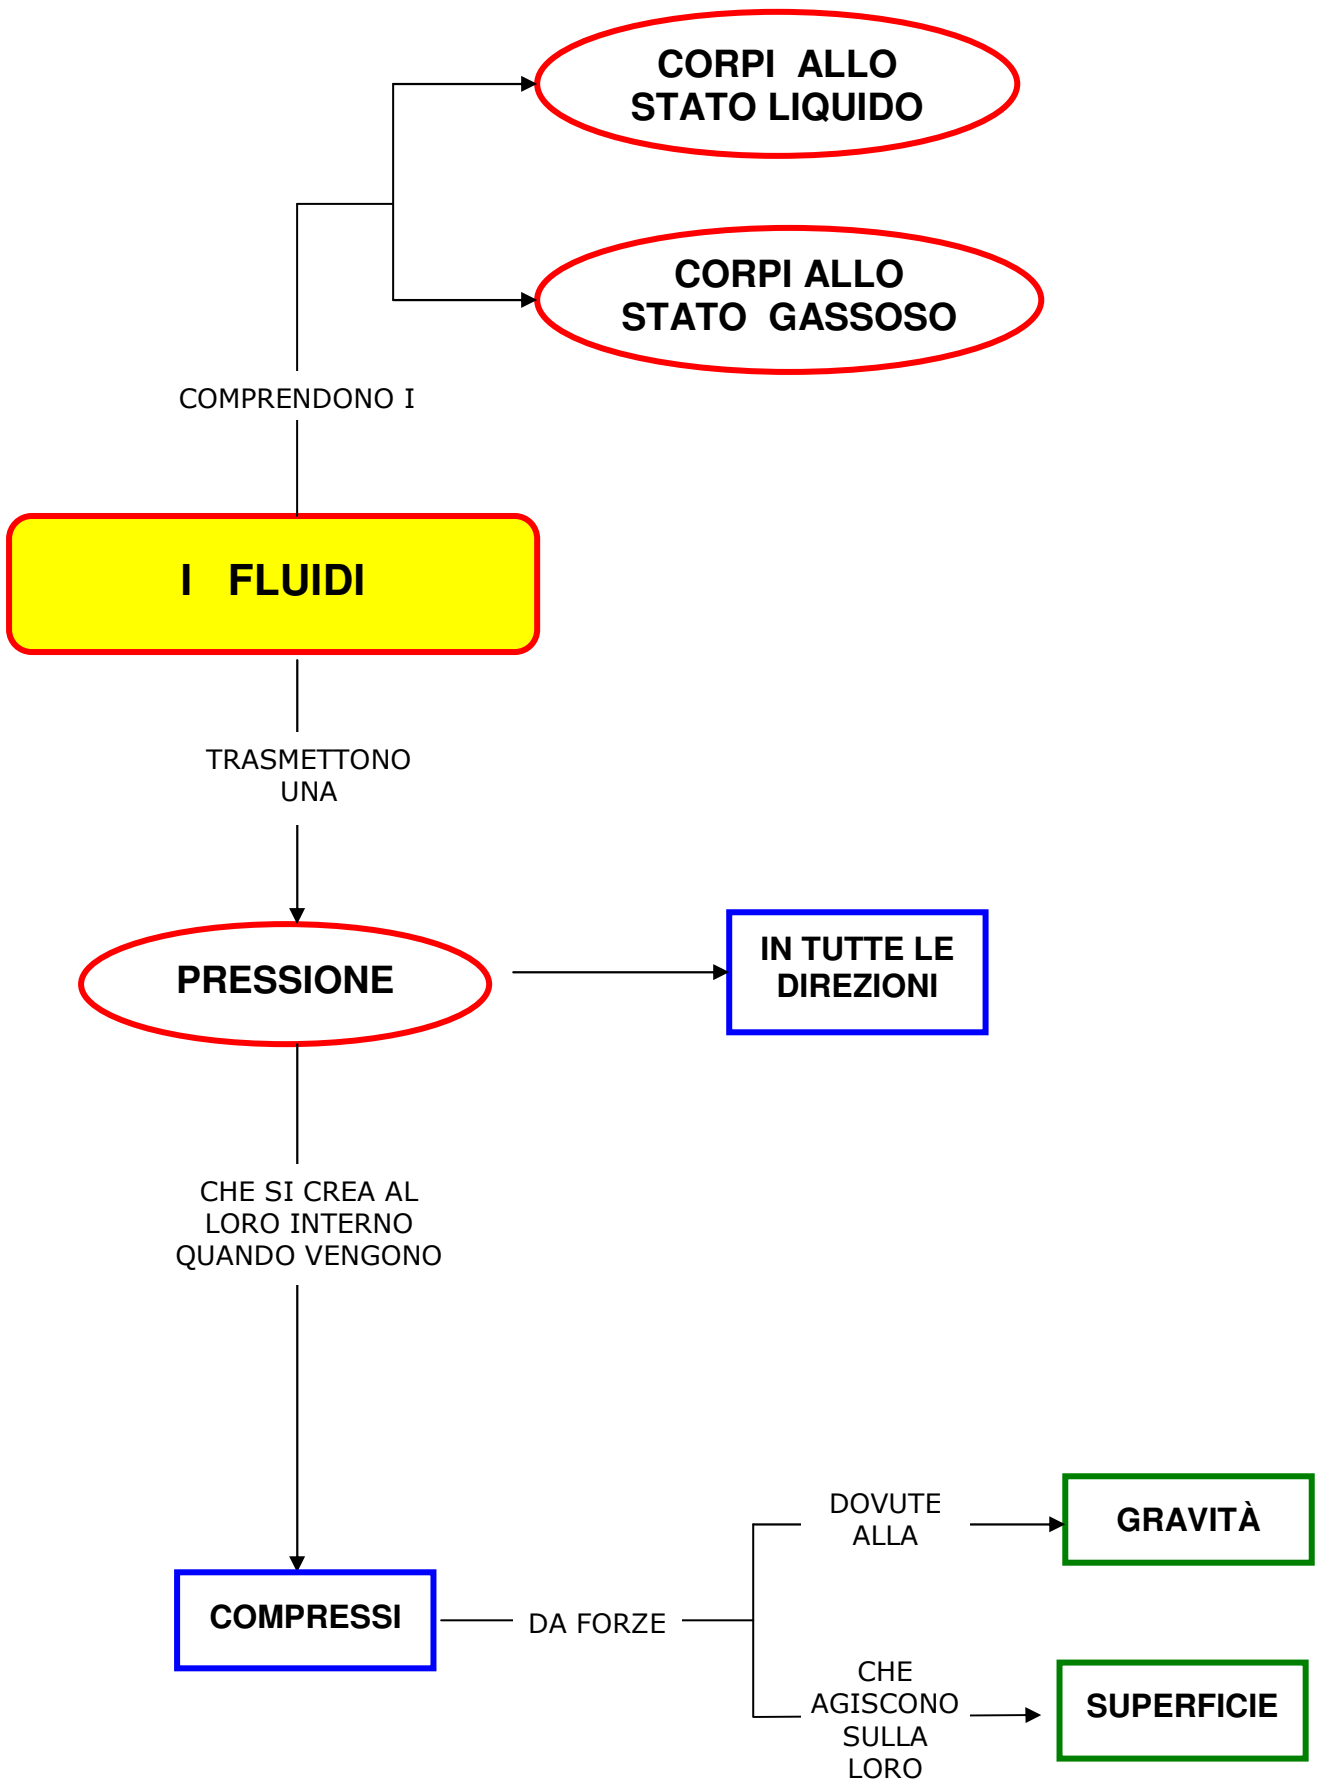 CORPI ALLO
STATO LIQUIDO
CORPI ALLO
STATO GASSOSO
COMPRENDONO I
I FLUIDI
TRASMETTONO
UNA
PRESSIONE
IN TUTTE LE
DIREZIONI
CHE SI CREA AL
LORO INTERNO
QUANDO VENGONO
COMPRESSI
DA FORZE
DOVUTE
ALLA
GRAVITÀ
CHE
AGISCONO
SULLA
LORO
SUPERFICIE